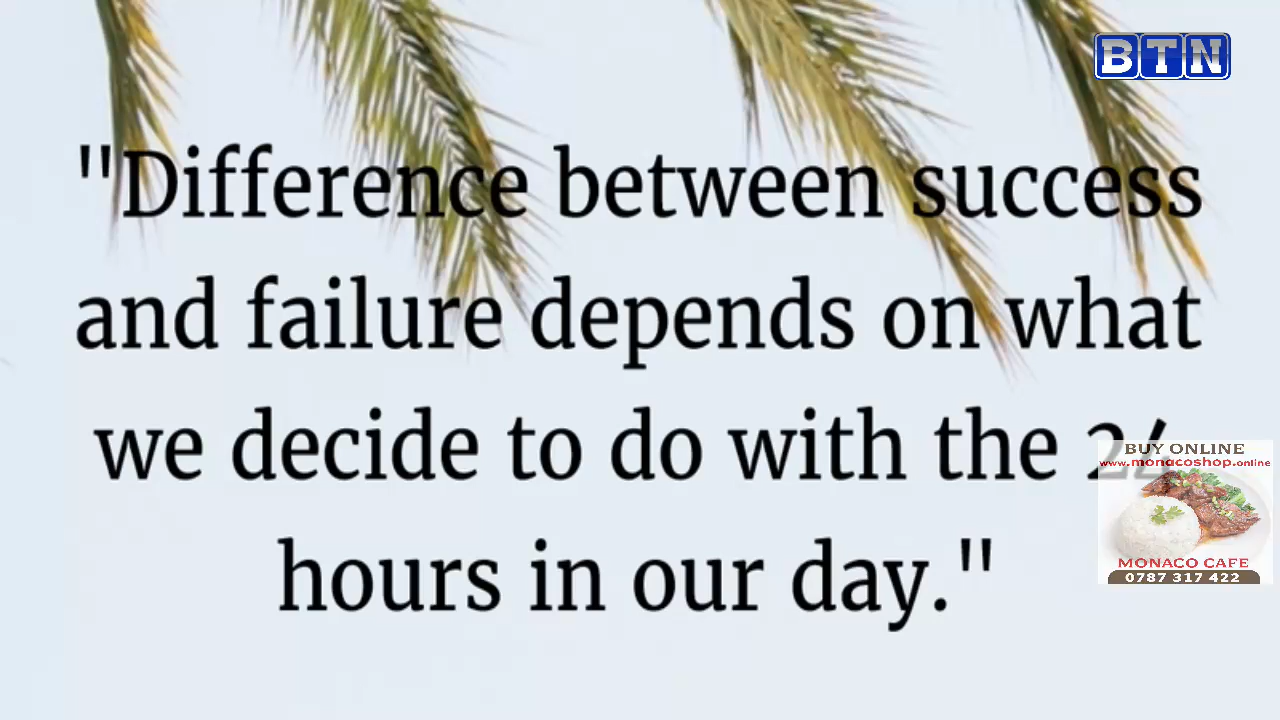 BTN
"Difference between success
and failure depends on what
we decide to do with the 24
hours in our day."
BUY ONLINE
www.monacoshop.online
MONACO CAFE
0787 317 422